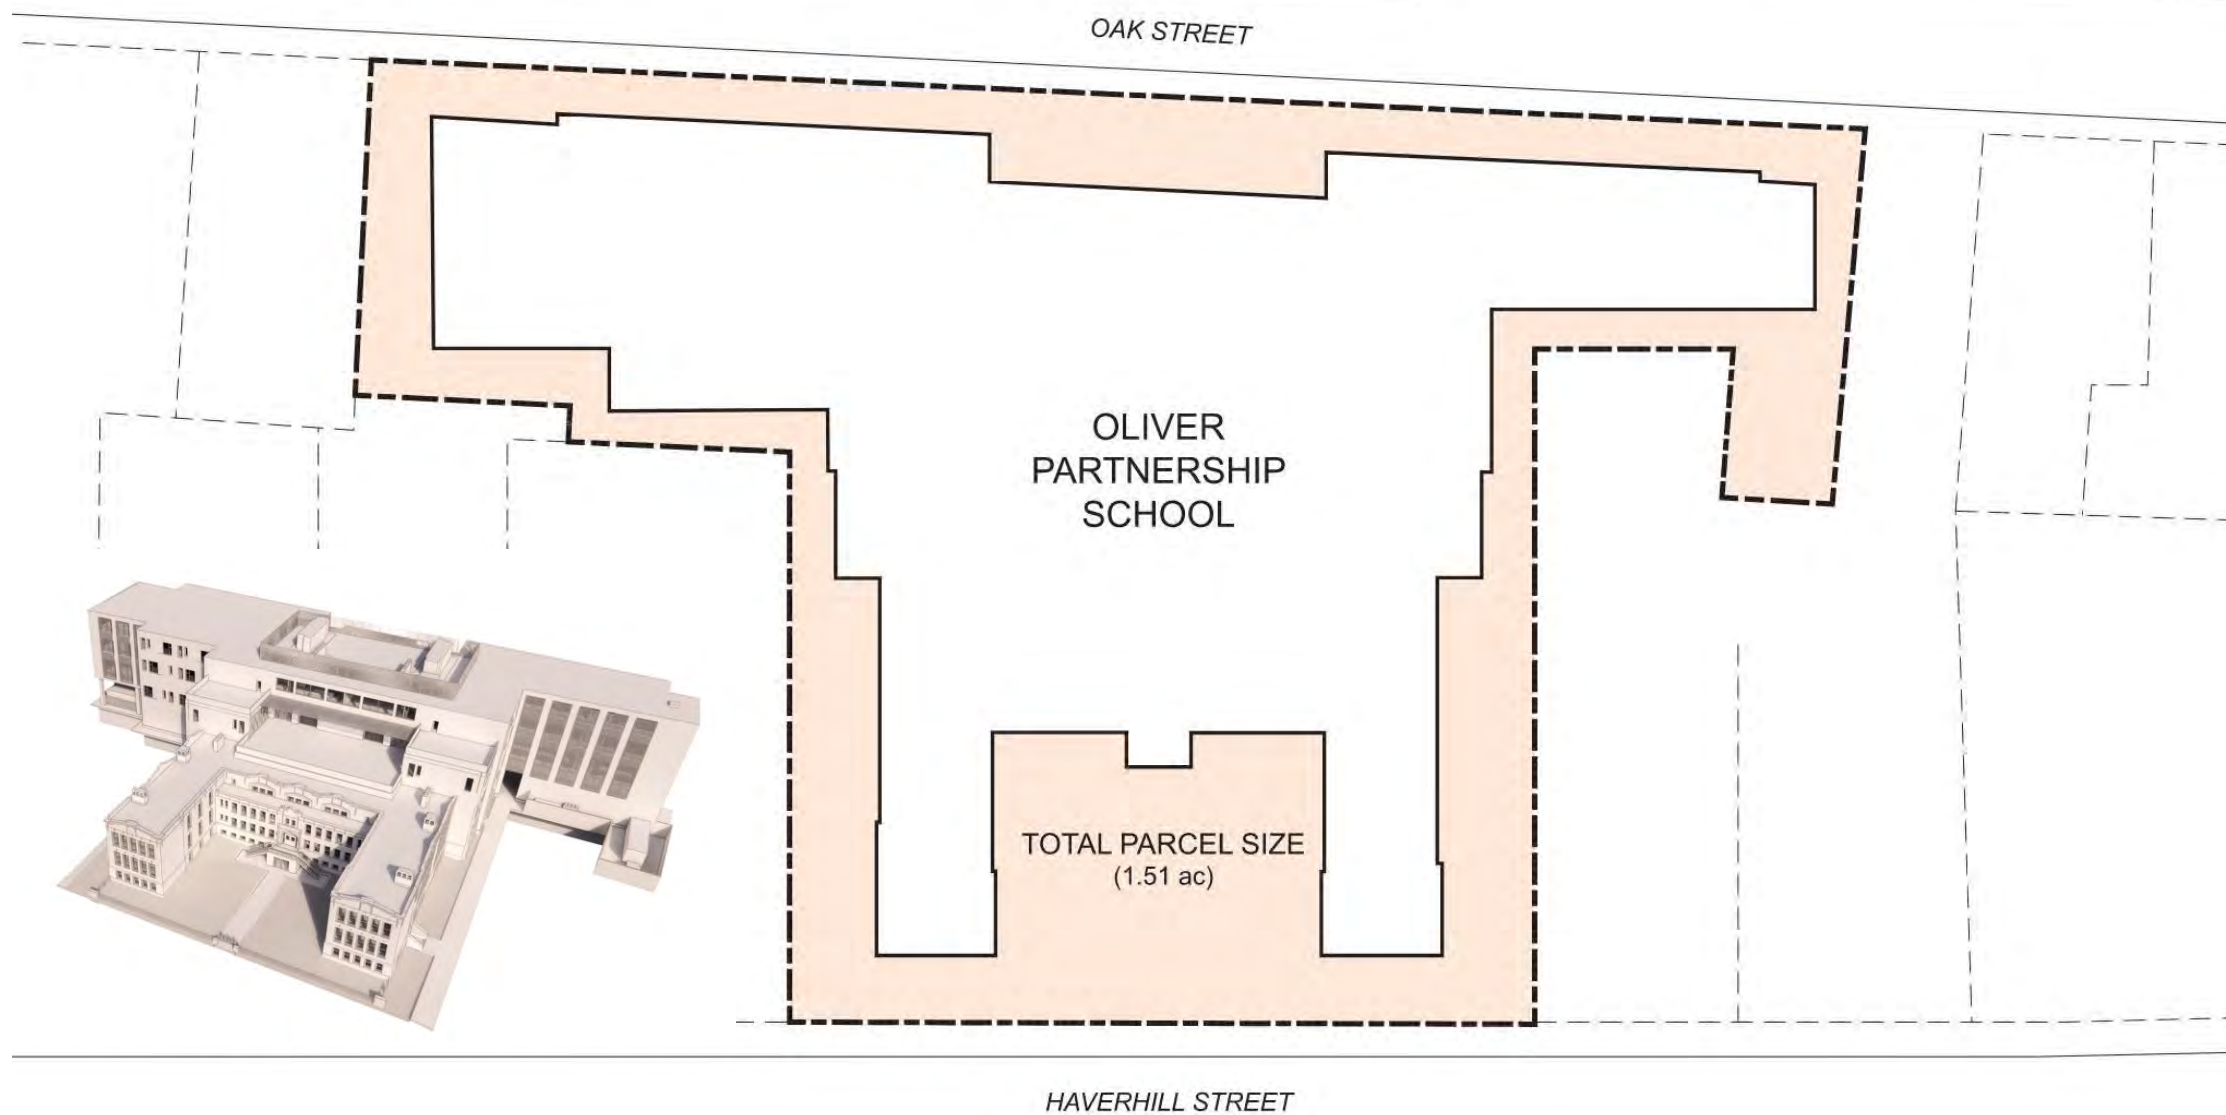 OAK STREET
OLIVER
PARTNERSHIP
SCHOOL
TOTAL PARCEL SIZE
(1.51 ac)
HAVERHILL STREET